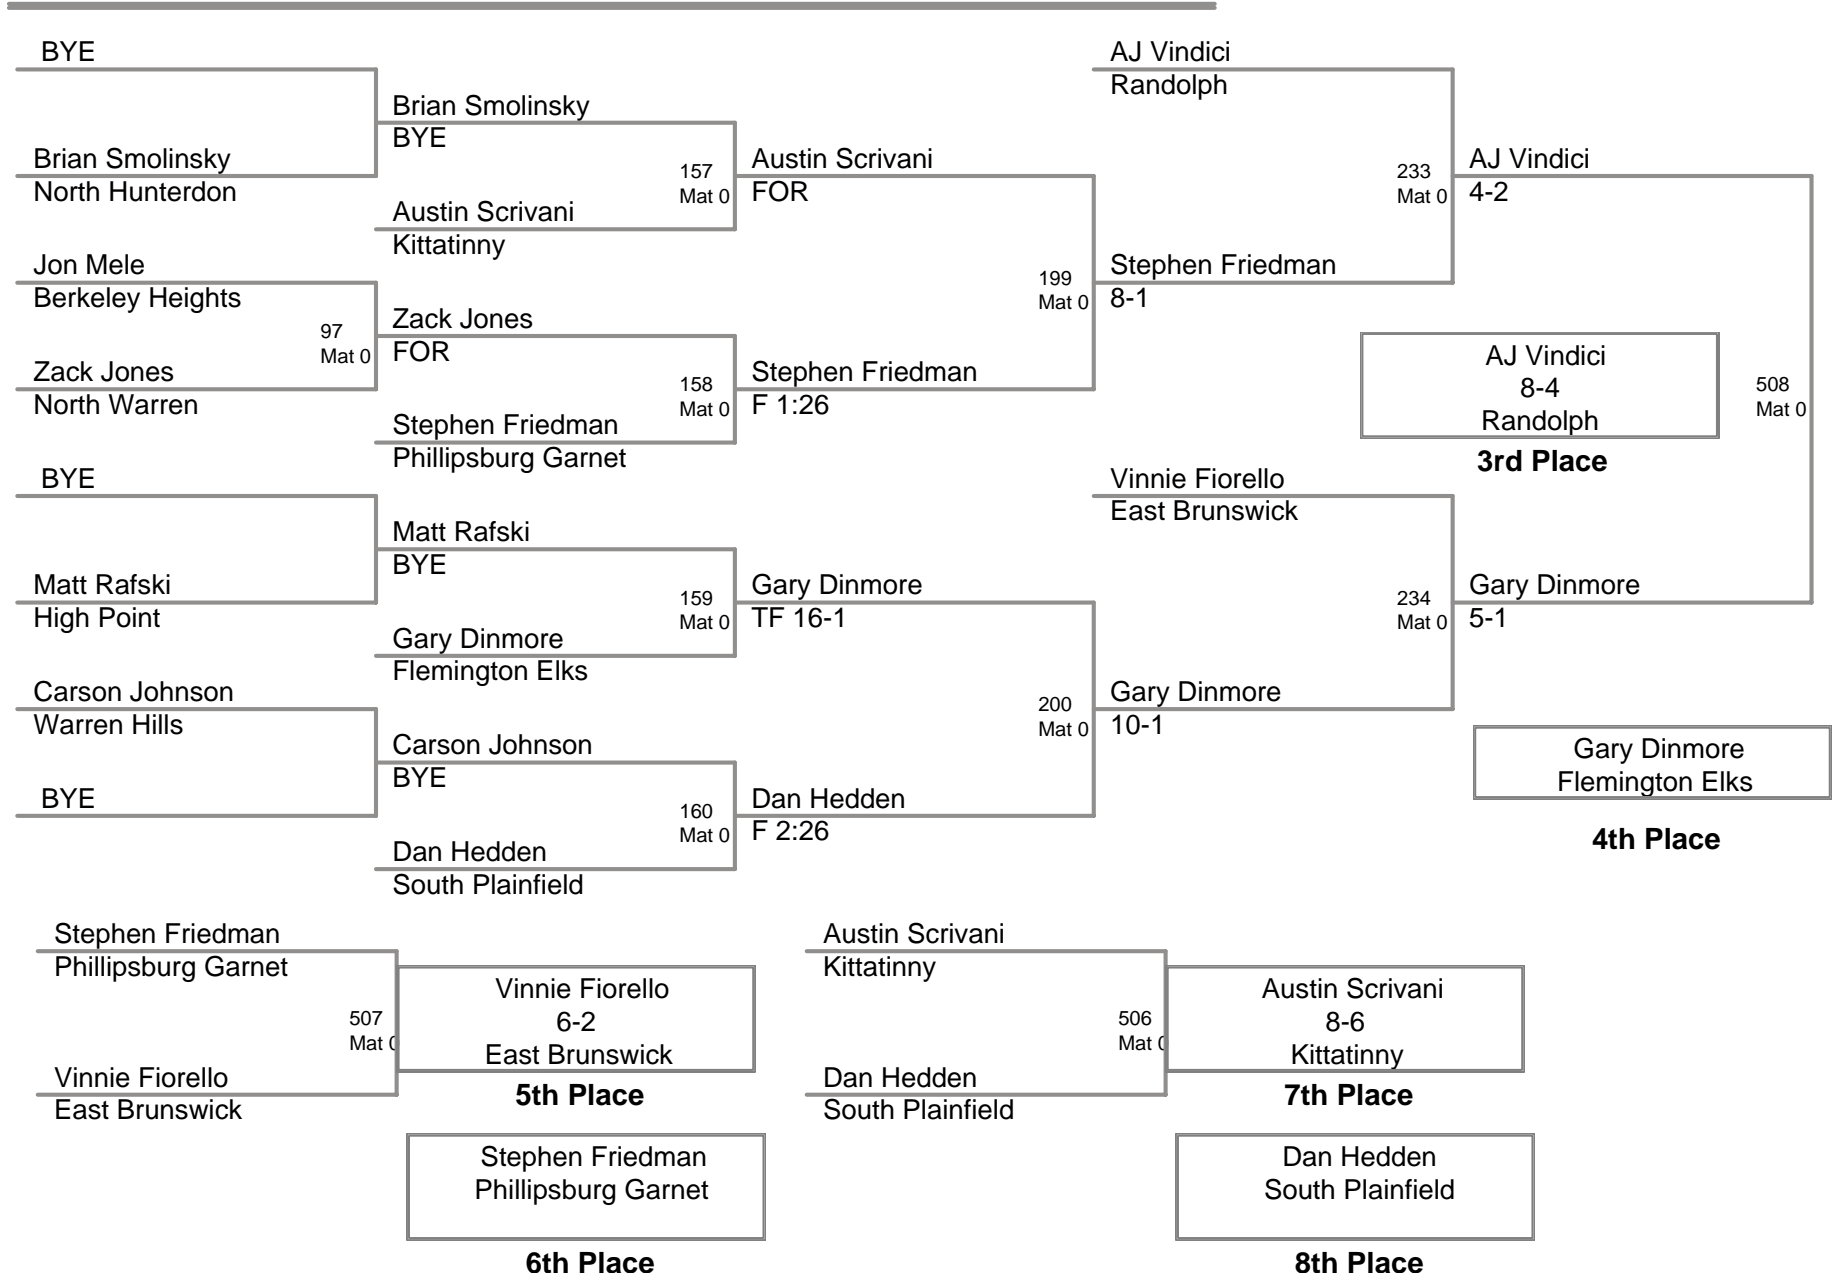 BYE
Brian Smolinsky
North Hunterdon
Jon Mele
Berkeley Heights
97
Mat 0
Zack Jones
North Warren
BYE
Matt Rafski
High Point
Carson Johnson
Warren Hills
BYE
Brian Smolinsky
BYE
157
Mat 0
Austin Scrivani
Kittatinny
Zack Jones
FOR
158
Mat 0
Stephen Friedman
Phillipsburg Garnet
Matt Rafski
BYE
159
Mat 0
Gary Dinmore
Flemington Elks
Carson Johnson
BYE
160
Mat 0
Dan Hedden
South Plainfield
Austin Scrivani
FOR
199
Mat 0
Stephen Friedman
F 1:26
Gary Dinmore
TF 16-1
200
Mat 0
Dan Hedden
F 2:26
AJ Vindici
Randolph
233
Mat 0
Stephen Friedman
8-1
Vinnie Fiorello
East Brunswick
234
Mat 0
Gary Dinmore
10-1
AJ Vindici
4-2
508
Mat 0
Gary Dinmore
5-1
AJ Vindici
8-4
Randolph
3rd Place
Gary Dinmore
Flemington Elks
4th Place
Stephen Friedman
Phillipsburg Garnet
507
Mat 0
Vinnie Fiorello
East Brunswick
Vinnie Fiorello
6-2
East Brunswick
5th Place
Stephen Friedman
Phillipsburg Garnet
6th Place
Austin Scrivani
Kittatinny
506
Mat 0
Dan Hedden
South Plainfield
Austin Scrivani
8-6
Kittatinny
7th Place
Dan Hedden
South Plainfield
8th Place